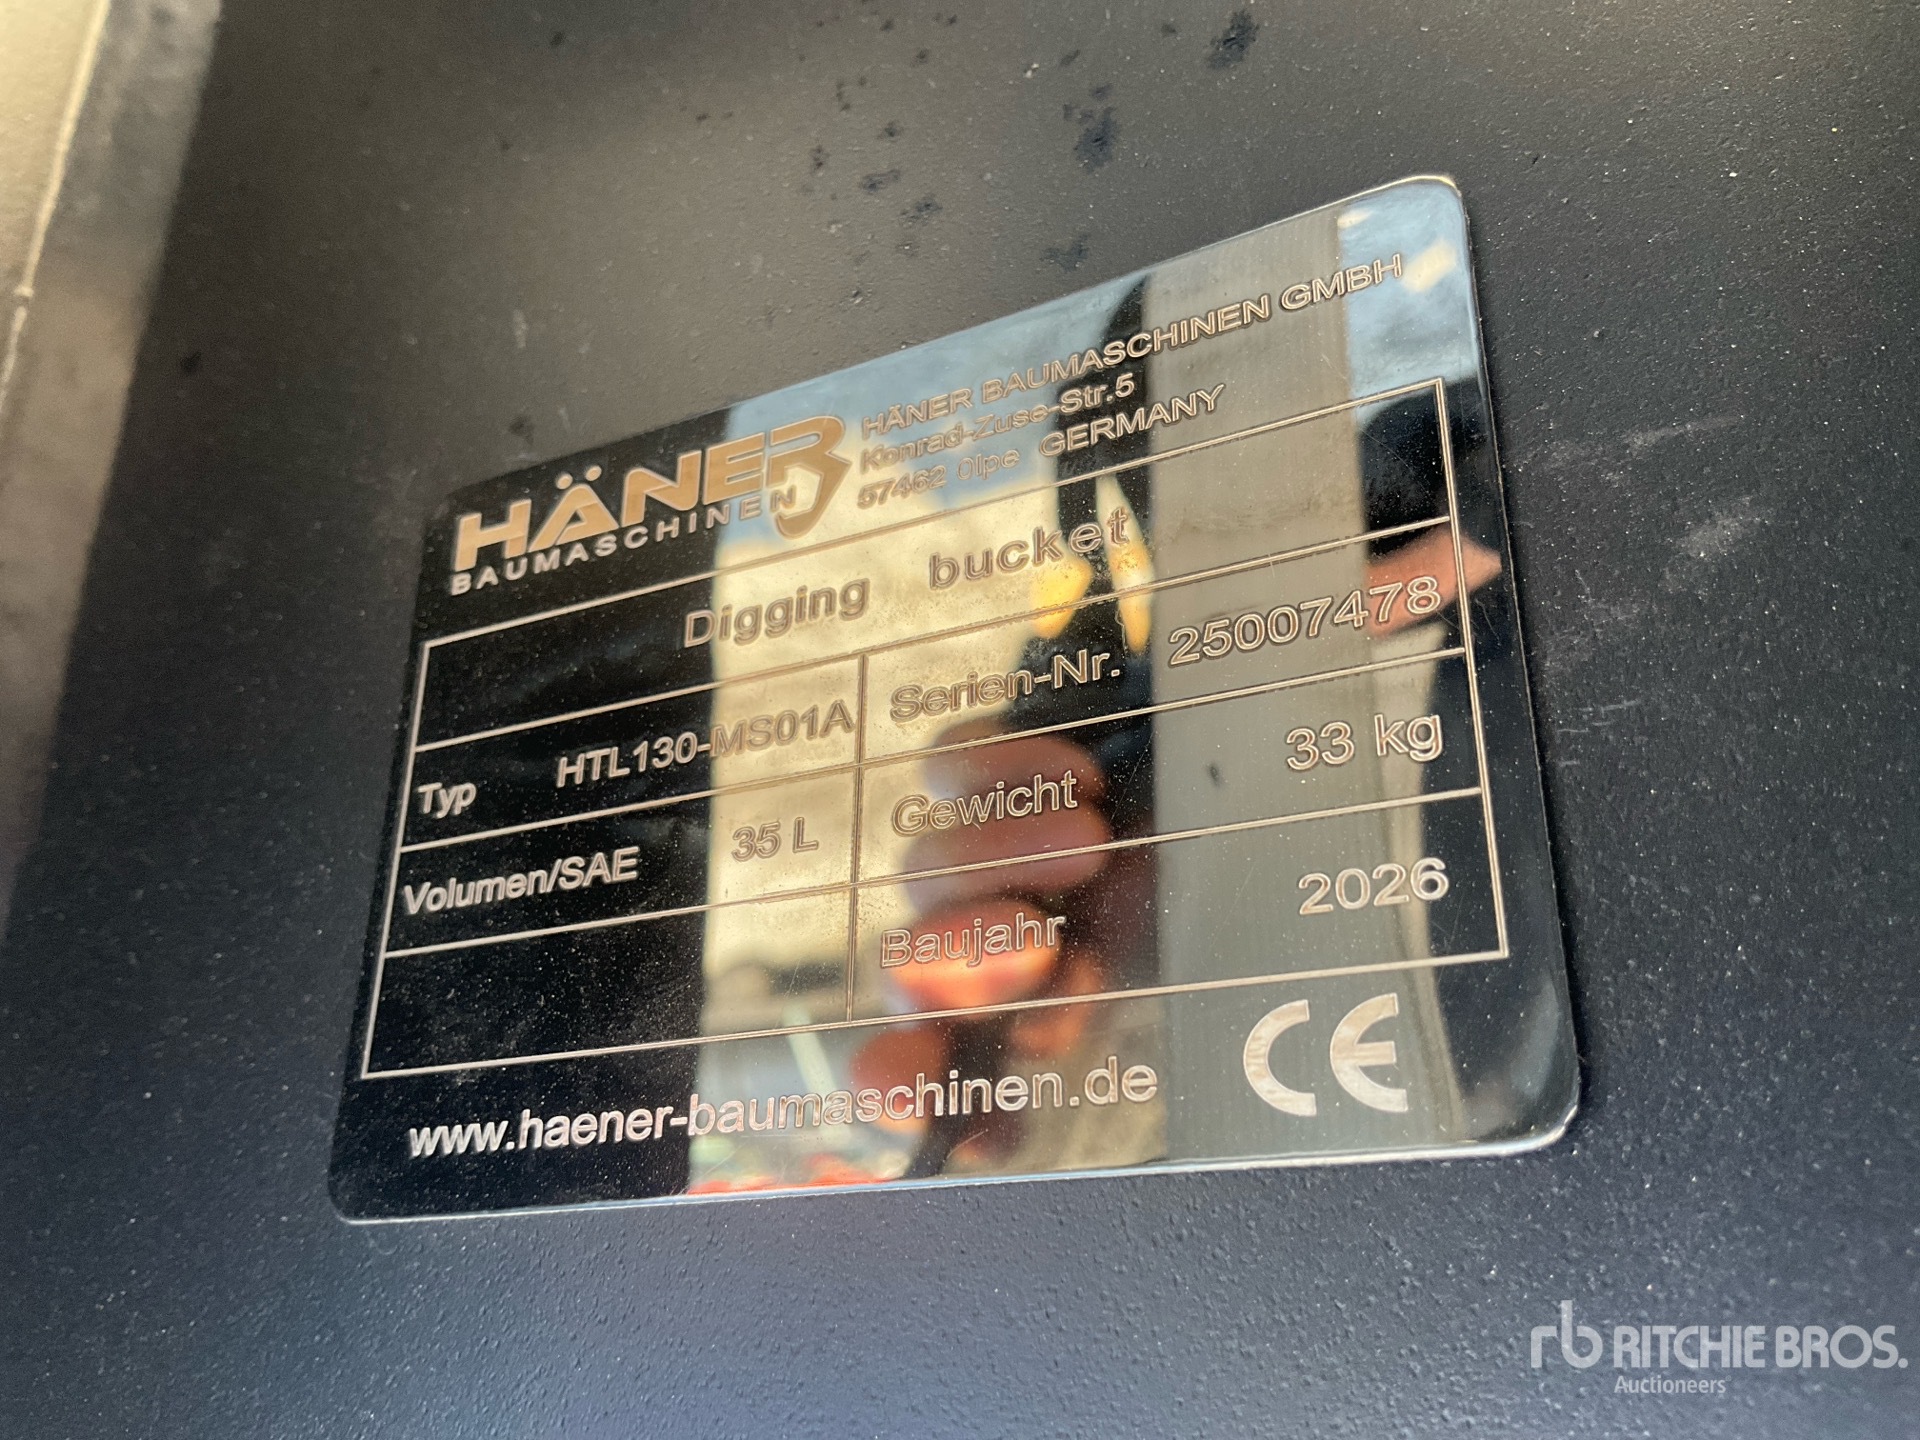 HÄNER
BAUMASCHINEN
HÄNER BAUMASCHINEN GMBH
Konrad-Zuse-Str.5
57462 Olpe GERMANY
Digging bucket
Typ HTL130-MS01A Serien-Nr. 25007478
Volumen/SAE 35 L Gewicht 33 kg
Baujahr 2026
www.haener-baumaschinen.de CE
rb RITCHIE BROS.
Auctioneers